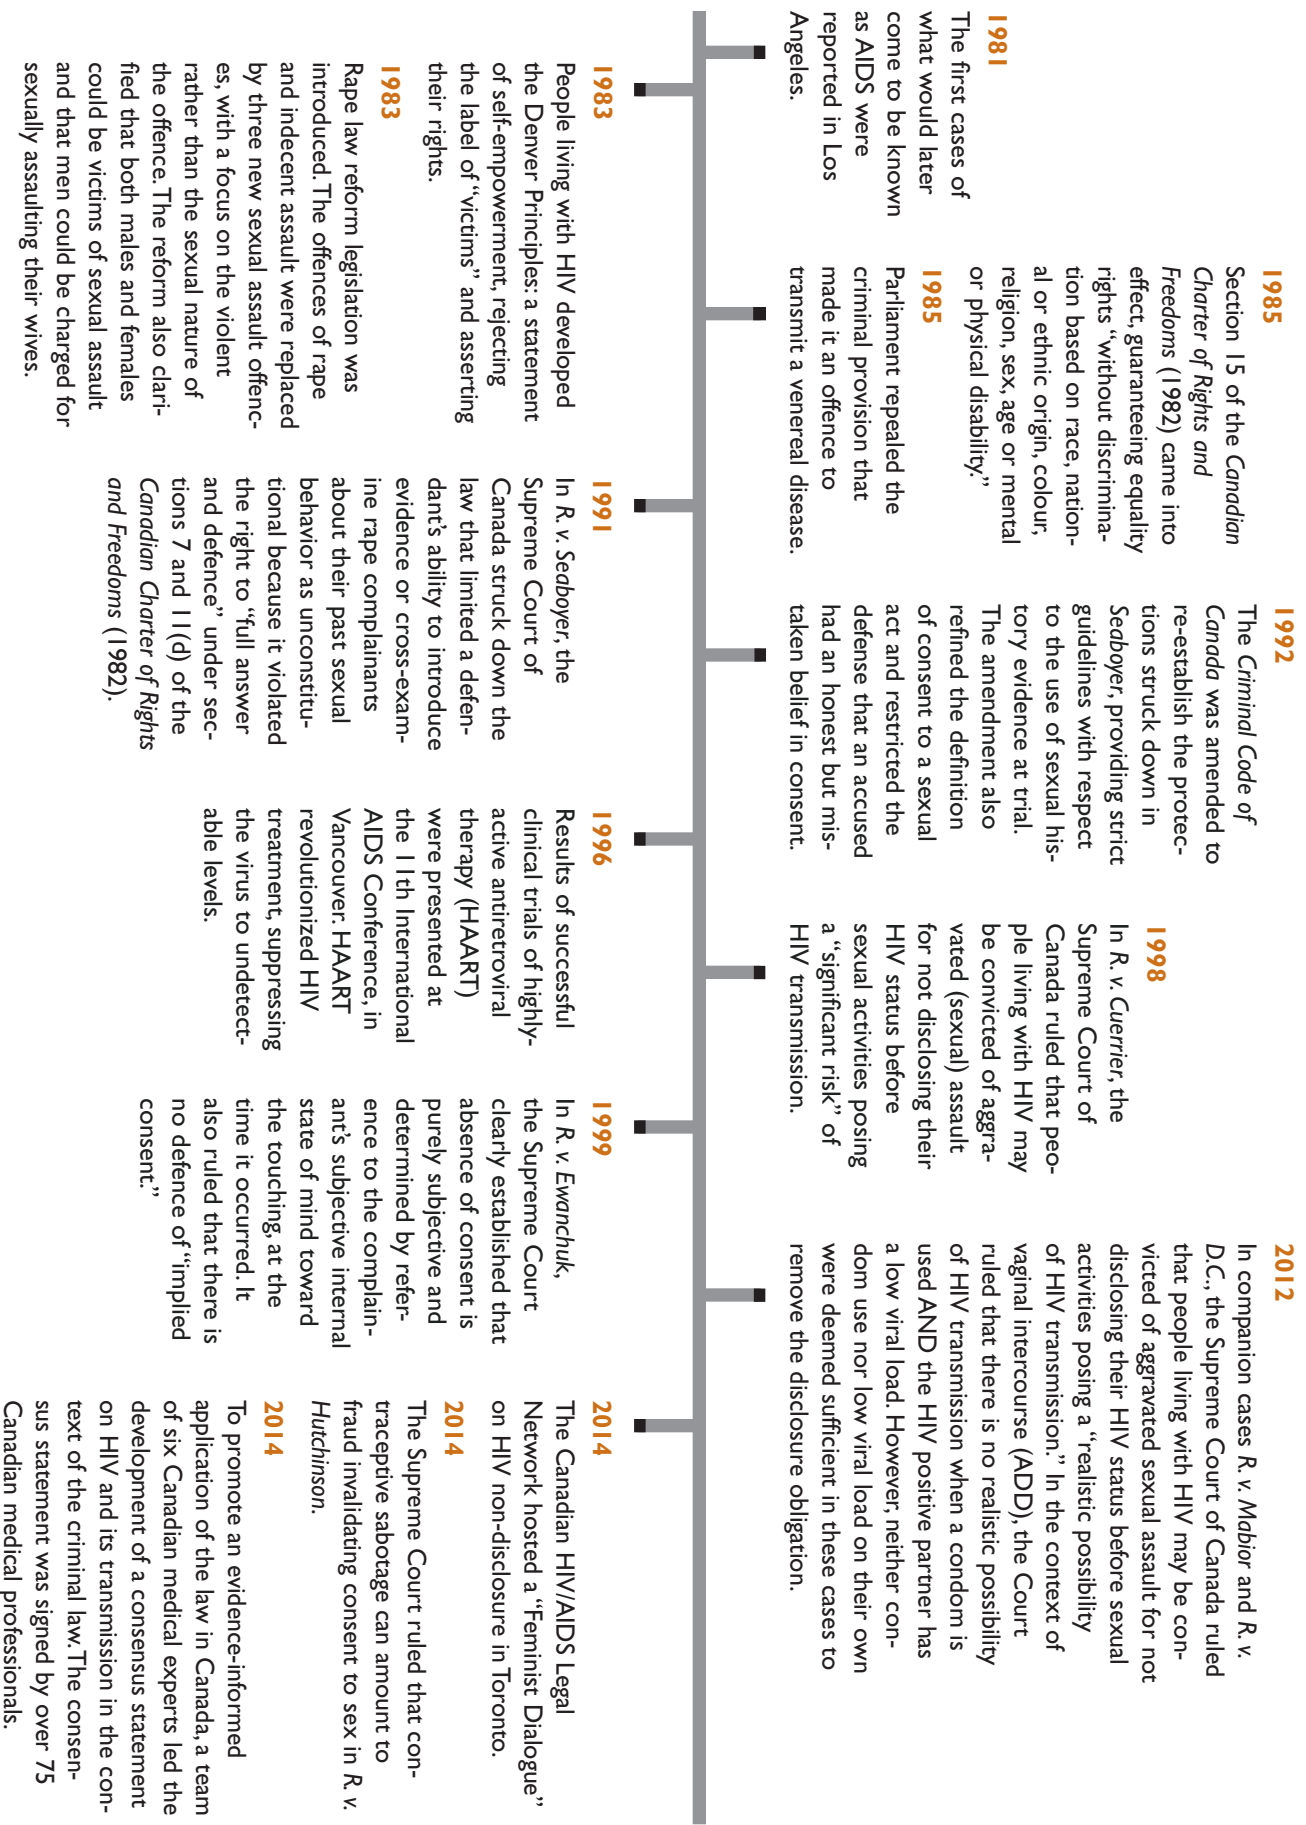 1981
The first cases of
what would later
come to be known
as AIDS were
reported in Los
Angeles.
1983
People living with HIV developed
the Denver Principles: a statement
of self-empowerment, rejecting
the label of “victims” and asserting
their rights.
1983
Rape law reform legislation was
introduced. The offences of rape
and indecent assault were replaced
by three new sexual assault offenc-
es, with a focus on the violent
rather than the sexual nature of
the offence. The reform also clari-
fied that both males and females
could be victims of sexual assault
and that men could be charged for
sexually assaulting their wives.
1985
Section 15 of the Canadian
Charter of Rights and
Freedoms (1982) came into
effect, guaranteeing equality
rights “without discrimina-
tion based on race, nation-
al or ethnic origin, colour,
religion, sex, age or mental
or physical disability.”
1985
Parliament repealed the
criminal provision that
made it an offence to
transmit a venereal disease.
1991
In R. v. Seaboyer, the
Supreme Court of
Canada struck down the
law that limited a defen-
dant’s ability to introduce
evidence or cross-exam-
ine rape complainants
about their past sexual
behavior as unconstitu-
tional because it violated
the right to “full answer
and defence” under sec-
tions 7 and 11(d) of the
Canadian Charter of Rights
and Freedoms (1982).
1992
The Criminal Code of
Canada was amended to
re-establish the protec-
tions struck down in
Seaboyer, providing strict
guidelines with respect
to the use of sexual his-
tory evidence at trial.
The amendment also
refined the definition
of consent to a sexual
act and restricted the
defense that an accused
had an honest but mis-
taken belief in consent.
1996
Results of successful
clinical trials of highly-
active antiretroviral
therapy (HAART)
were presented at
the 11th International
AIDS Conference, in
Vancouver. HAART
revolutionized HIV
treatment, suppressing
the virus to undetect-
able levels.
1998
In R. v. Cuerrier, the
Supreme Court of
Canada ruled that peo-
ple living with HIV may
be convicted of aggra-
vated (sexual) assault
for not disclosing their
HIV status before
sexual activities posing
a “significant risk” of
HIV transmission.
1999
In R. v. Ewanchuk,
the Supreme Court
clearly established that
absence of consent is
purely subjective and
determined by refer-
ence to the complain-
ant’s subjective internal
state of mind toward
the touching, at the
time it occurred. It
also ruled that there is
no defence of “implied
consent.”
2012
In companion cases R. v. Mabior and R. v.
D.C., the Supreme Court of Canada ruled
that people living with HIV may be con-
victed of aggravated sexual assault for not
disclosing their HIV status before sexual
activities posing a “realistic possibility
of HIV transmission.” In the context of
vaginal intercourse (ADD), the Court
ruled that there is no realistic possibility
of HIV transmission when a condom is
used AND the HIV positive partner has
a low viral load. However, neither con-
dom use nor low viral load on their own
were deemed sufficient in these cases to
remove the disclosure obligation.
2014
The Canadian HIV/AIDS Legal
Network hosted a “Feminist Dialogue”
on HIV non-disclosure in Toronto.
2014
The Supreme Court ruled that con-
traceptive sabotage can amount to
fraud invalidating consent to sex in R. v.
Hutchinson.
2014
To promote an evidence-informed
application of the law in Canada, a team
of six Canadian medical experts led the
development of a consensus statement
on HIV and its transmission in the con-
text of the criminal law. The consen-
sus statement was signed by over 75
Canadian medical professionals.